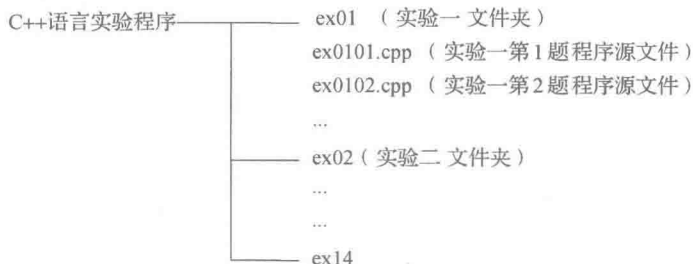 C++语言实验程序 ex01 （实验一 文件夹）
ex0101.cpp （实验一第1题程序源文件）
ex0102.cpp （实验一第2题程序源文件）
...
ex02（实验二 文件夹）
...
...
ex14